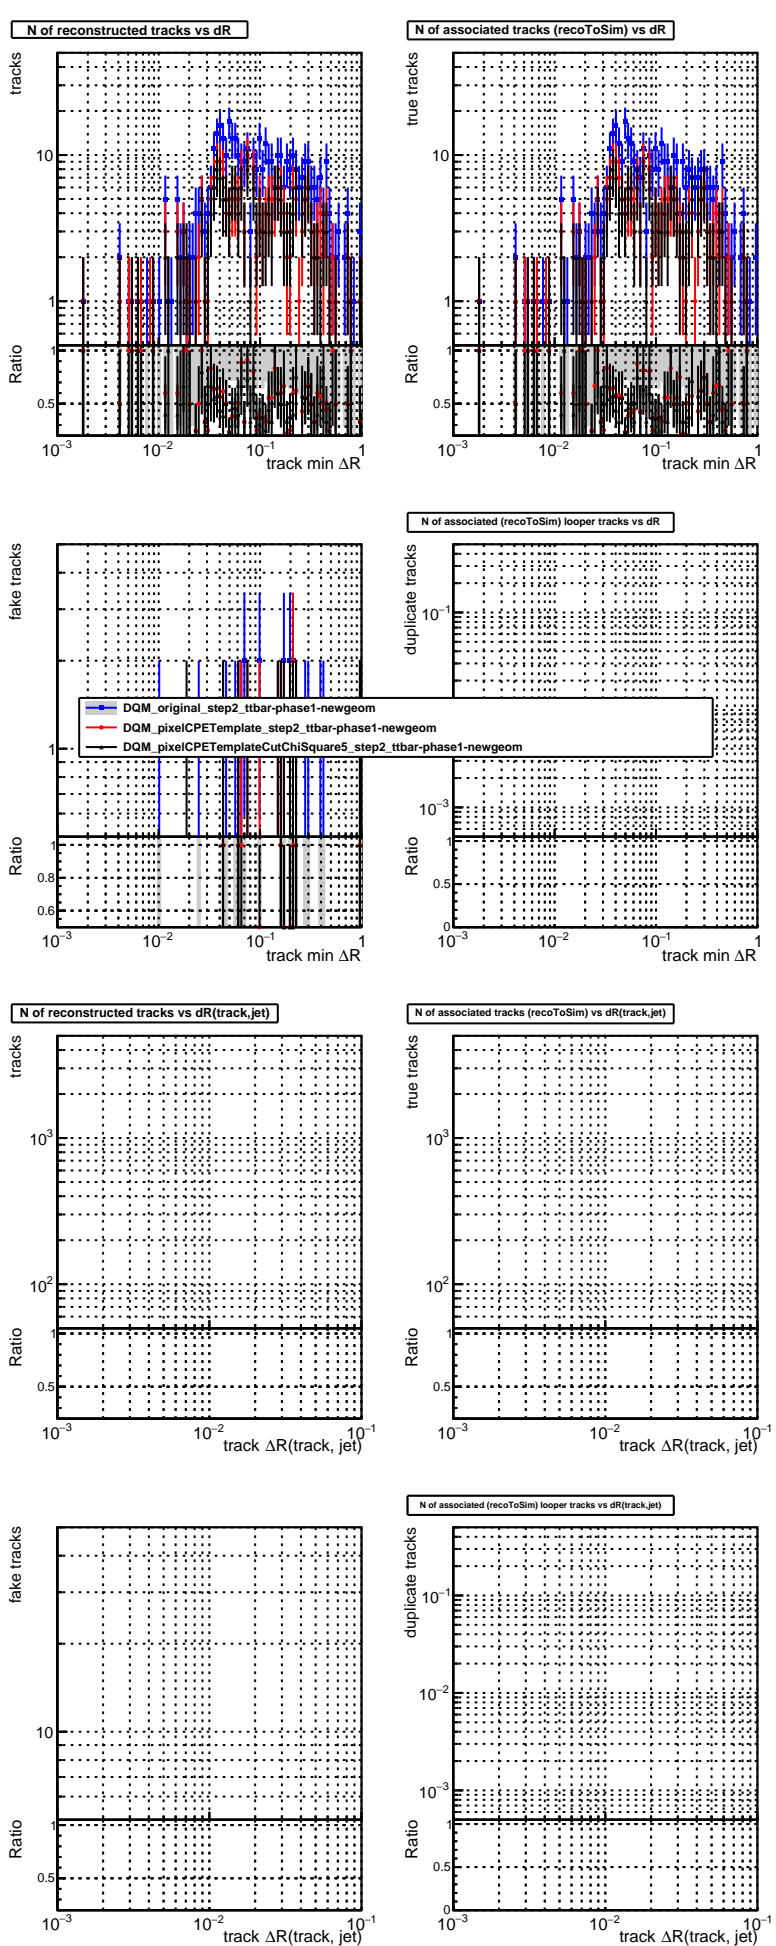 N of reconstructed tracks vs dR
tracks
10
1
Ratio
1
0.5
10−3
10−2
10−1
1
track min ΔR
N of associated tracks (recoToSim) vs dR
true tracks
10
1
Ratio
1
0.5
10−3
10−2
10−1
1
track min ΔR
fake tracks
1
Ratio
1
0.8
0.6
10−3
10−2
10−1
1
track min ΔR
N of associated (recoToSim) looper tracks vs dR
duplicate tracks
10−1
10−3
Ratio
1
0.5
0
10−3
10−2
10−1
1
track min ΔR
DQM_original_step2_ttbar-phase1-newgeom
DQM_pixelCPETemplate_step2_ttbar-phase1-newgeom
DQM_pixelCPETemplateCutChiSquare5_step2_ttbar-phase1-newgeom
N of reconstructed tracks vs dR(track,jet)
tracks
103
102
Ratio
1
0.5
10−3
10−2
10−1
track ΔR(track, jet)
N of associated tracks (recoToSim) vs dR(track,jet)
true tracks
103
102
Ratio
1
0.5
10−3
10−2
10−1
track ΔR(track, jet)
fake tracks
10
Ratio
1
0.5
10−3
10−2
10−1
track ΔR(track, jet)
N of associated (recoToSim) looper tracks vs dR(track,jet)
duplicate tracks
10−1
10−2
10−3
Ratio
1
0.5
0
10−3
10−2
10−1
track ΔR(track, jet)